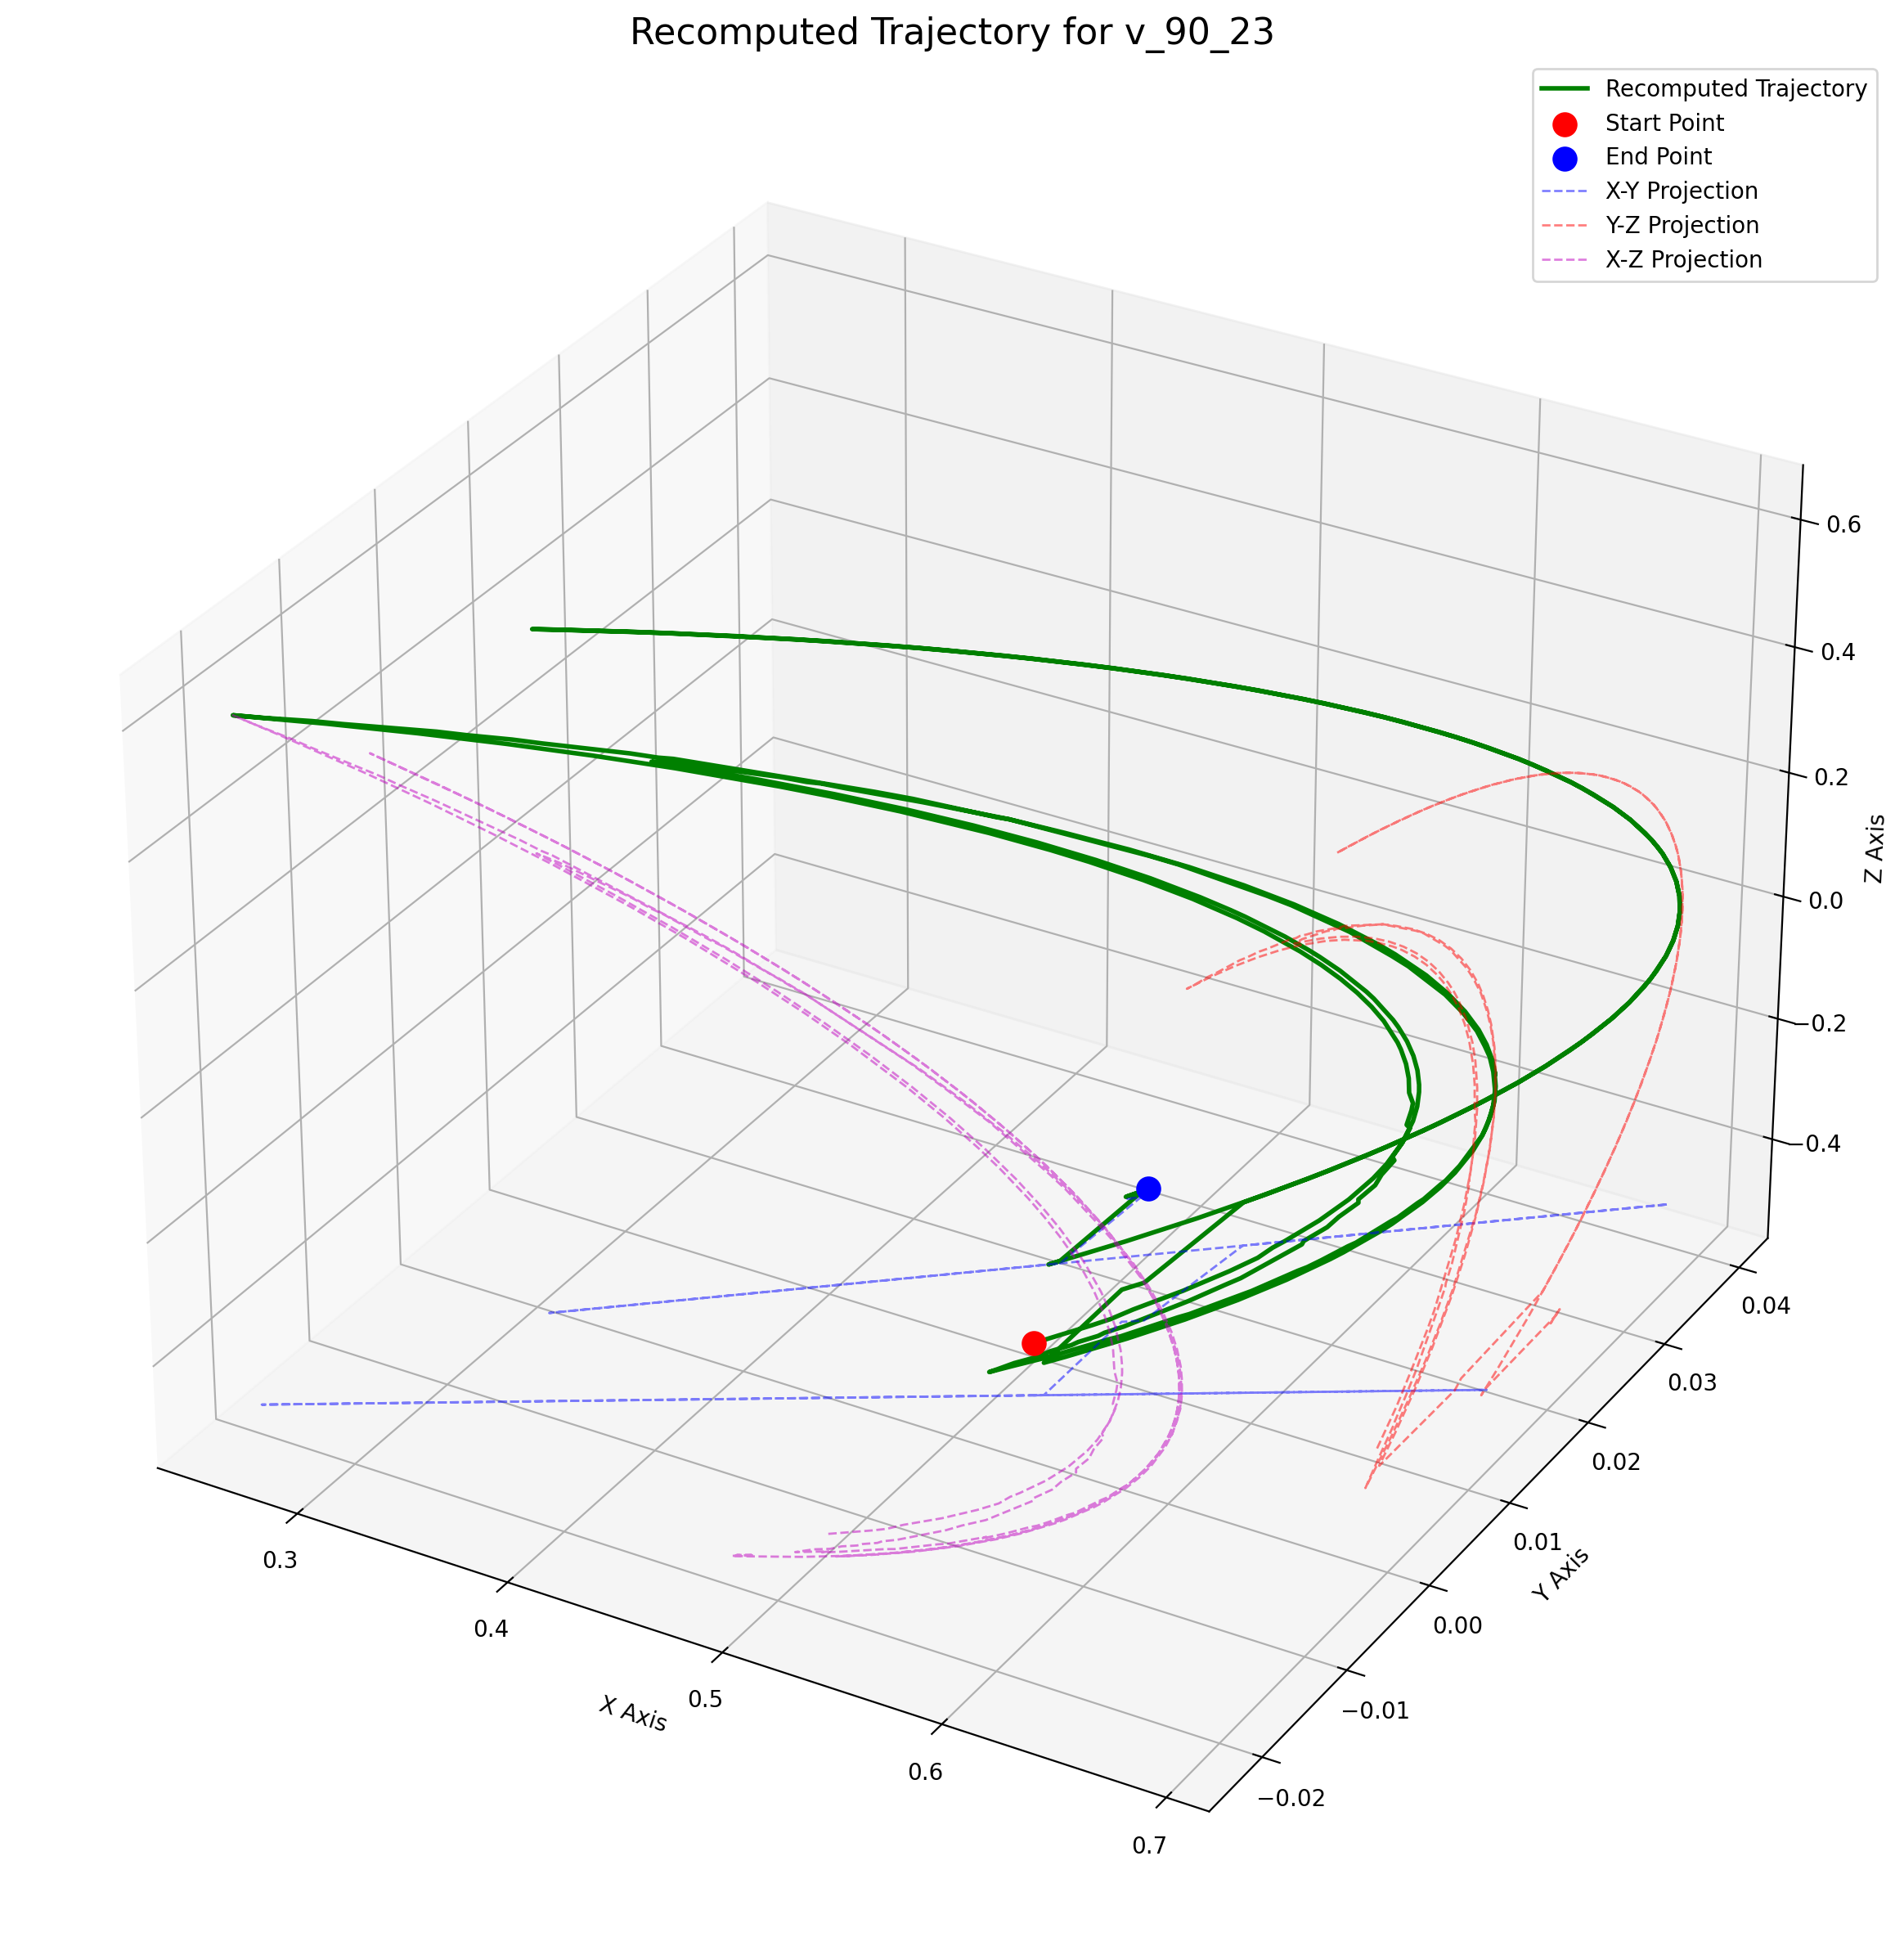 Recomputed Trajectory for v_90_23
Recomputed Trajectory
Start Point
End Point
X-Y Projection
Y-Z Projection
X-Z Projection
0.6
0.4
0.2
0.0
−0.2
−0.4
Z Axis
0.04
0.03
0.02
0.01
0.00
−0.01
−0.02
Y Axis
0.3
0.4
0.5
0.6
0.7
X Axis